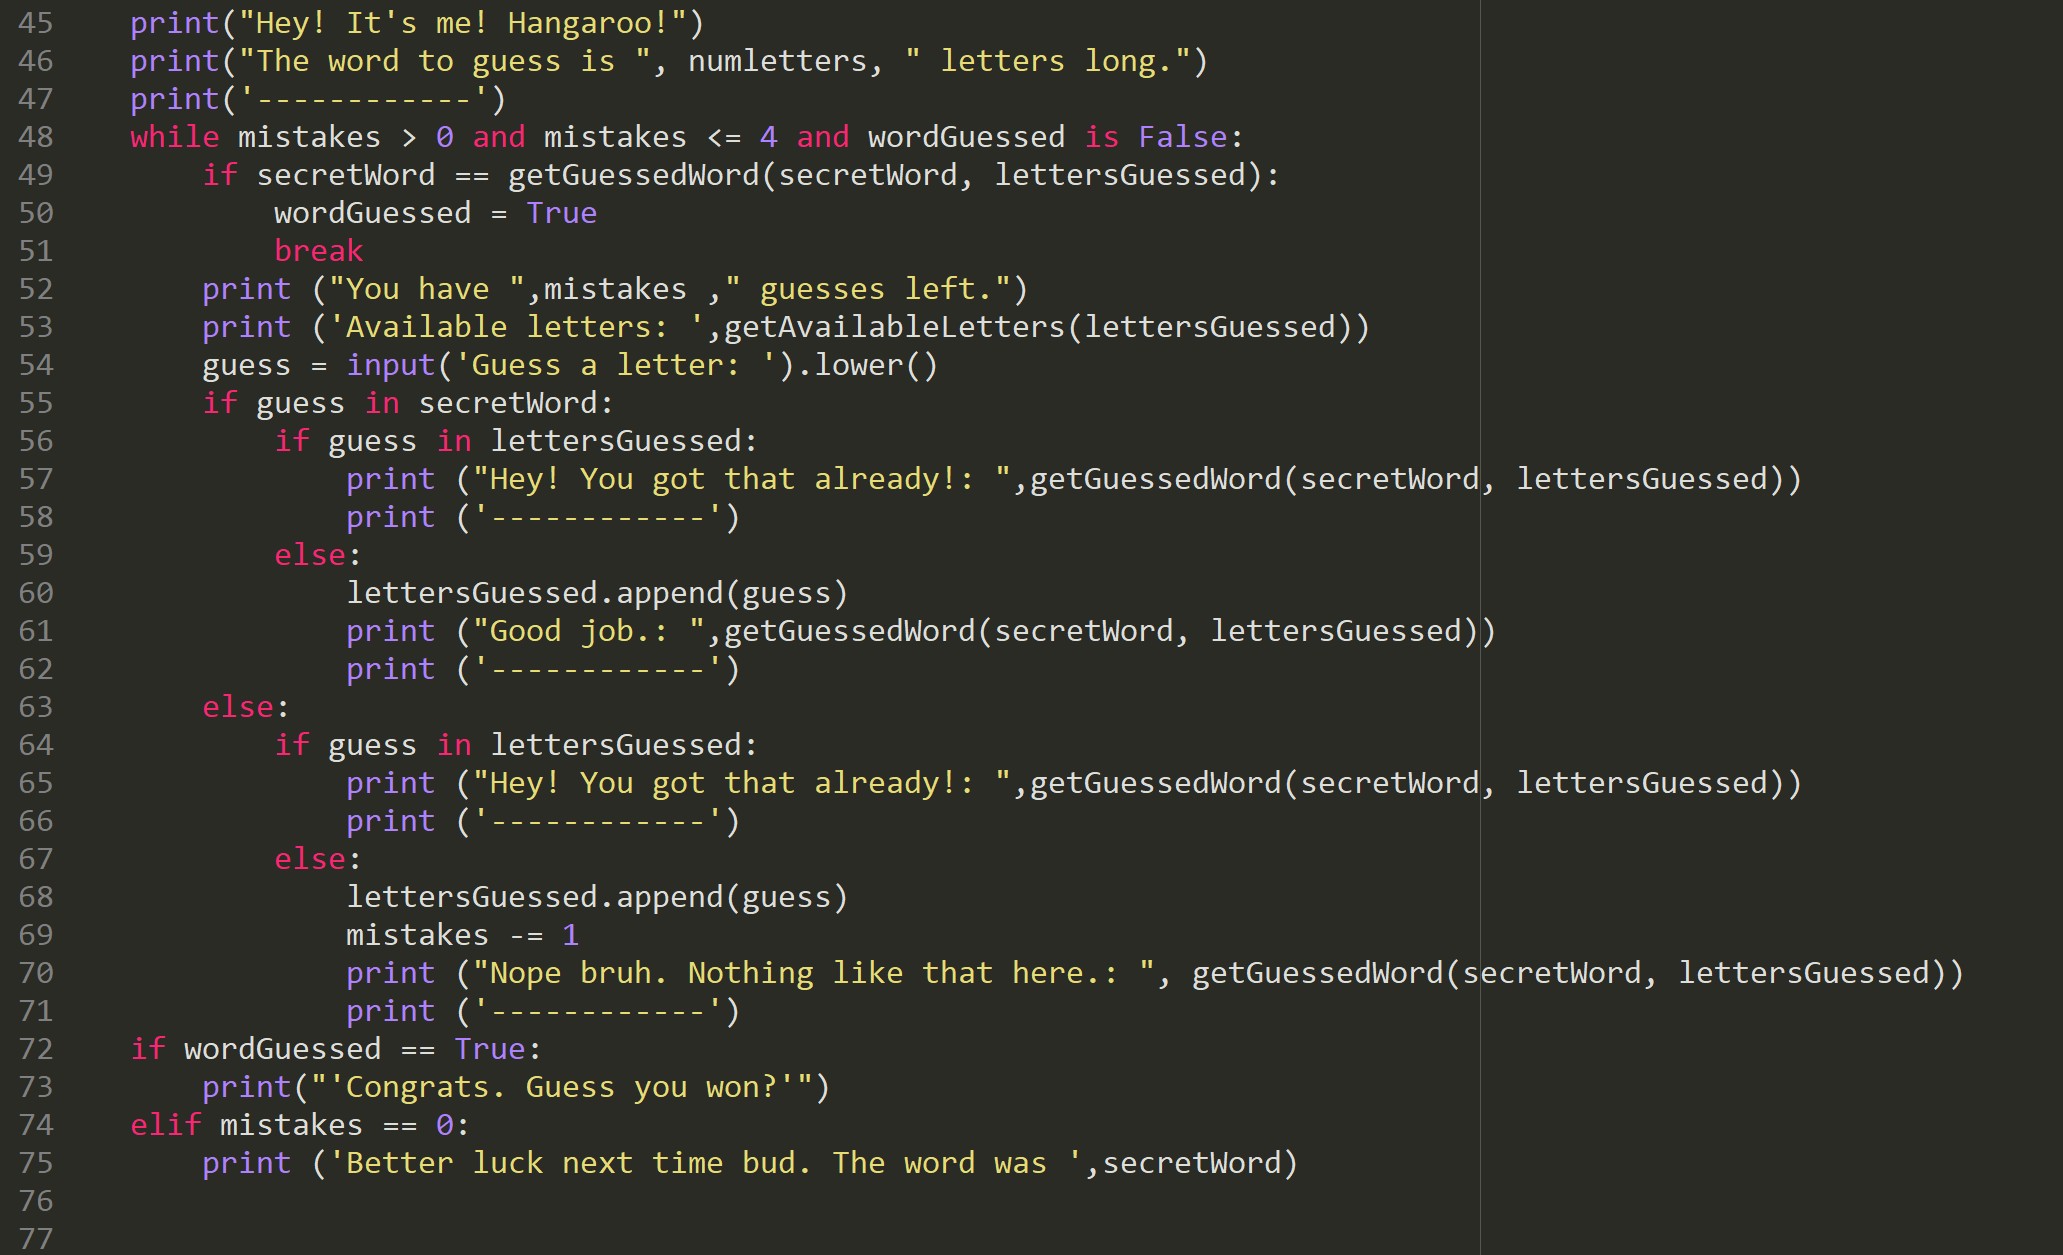 45 print("Hey! It's me! Hangaroo!")
46 print("The word to guess is ", numletters, " letters long.")
47 print('------------')
48 while mistakes > 0 and mistakes <= 4 and wordGuessed is False:
49 if secretWord == getGuessedWord(secretWord, lettersGuessed):
50 wordGuessed = True
51 break
52 print ("You have ",mistakes ," guesses left.")
53 print ('Available letters: ',getAvailableLetters(lettersGuessed))
54 guess = input('Guess a letter: ').lower()
55 if guess in secretWord:
56 if guess in lettersGuessed:
57 print ("Hey! You got that already!: ",getGuessedWord(secretWord, lettersGuessed))
58 print ('------------')
59 else:
60 lettersGuessed.append(guess)
61 print ("Good job.: ",getGuessedWord(secretWord, lettersGuessed))
62 print ('------------')
63 else:
64 if guess in lettersGuessed:
65 print ("Hey! You got that already!: ",getGuessedWord(secretWord, lettersGuessed))
66 print ('------------')
67 else:
68 lettersGuessed.append(guess)
69 mistakes -= 1
70 print ("Nope bruh. Nothing like that here.: ", getGuessedWord(secretWord, lettersGuessed))
71 print ('------------')
72 if wordGuessed == True:
73 print("'Congrats. Guess you won?'")
74 elif mistakes == 0:
75 print ('Better luck next time bud. The word was ',secretWord)
76
77